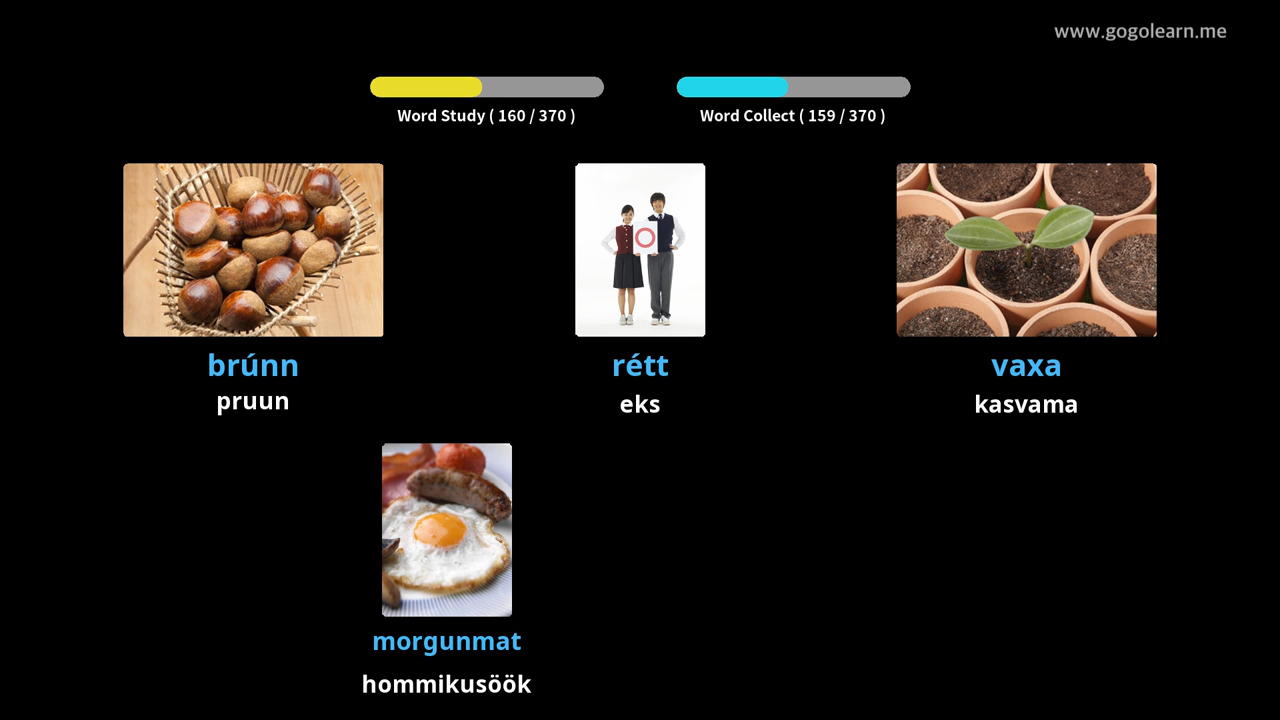 www.gogolearn.me
Word Study ( 160 / 370 )
Word Collect ( 159 / 370 )
brúnn
pruun
rétt
eks
vaxa
kasvama
morgunmat
hommikusöök